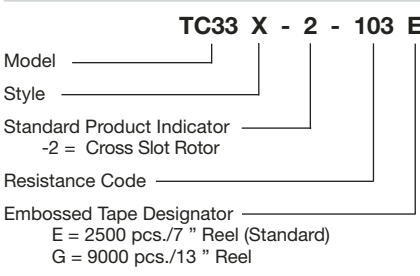 TC33 X - 2 - 103 E
Model
Style
Standard Product Indicator
-2 = Cross Slot Rotor
Resistance Code
Embossed Tape Designator
E = 2500 pcs./7 ” Reel (Standard)
G = 9000 pcs./13 ” Reel